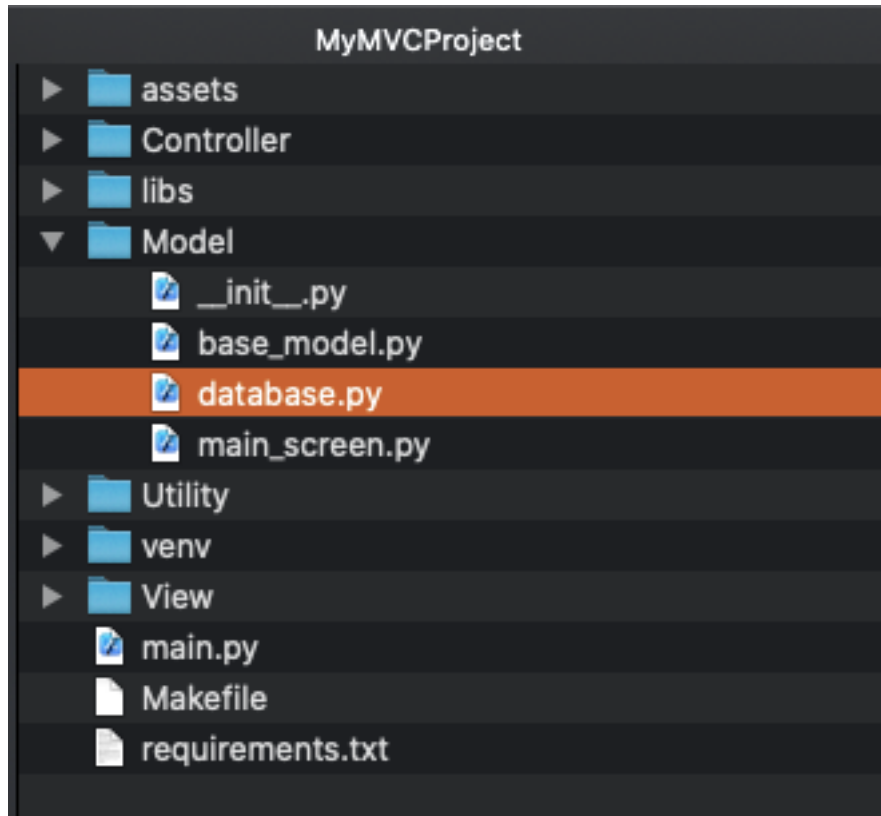 MyMVCProject
assets
Controller
libs
Model
__init__.py
base_model.py
database.py
main_screen.py
Utility
venv
View
main.py
Makefile
requirements.txt